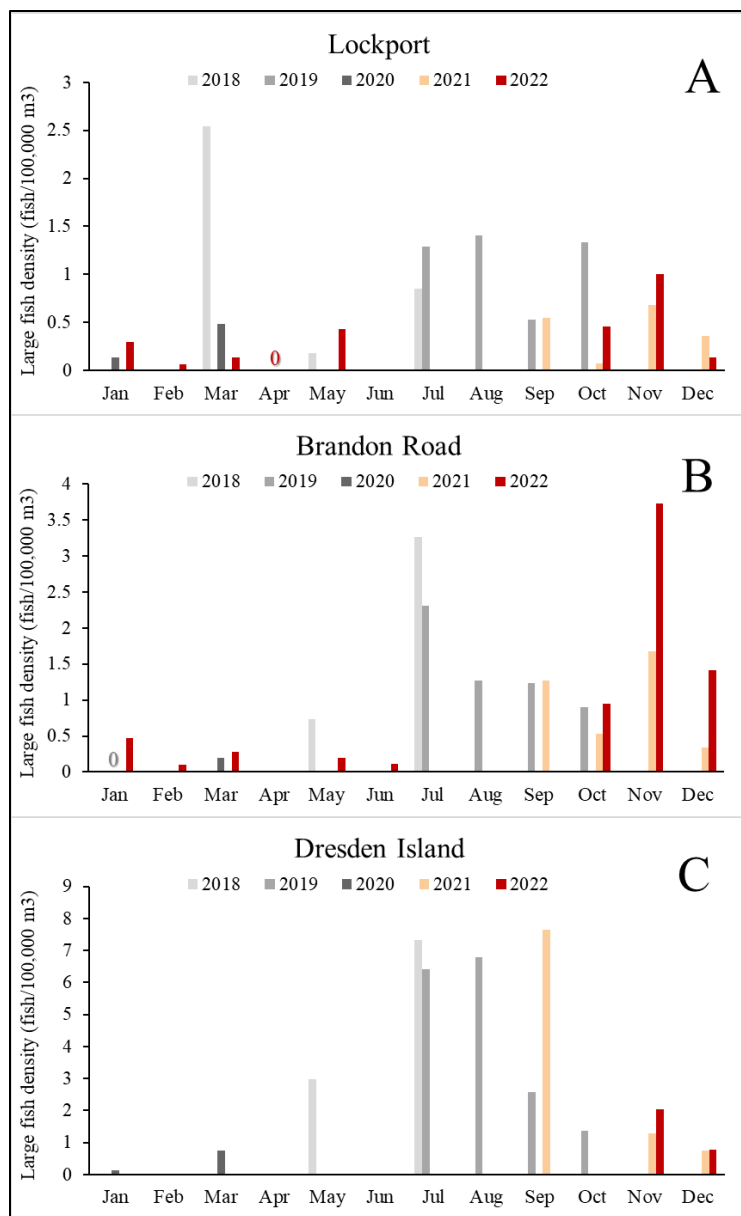 Lockport
A
2018 2019 2020 2021 2022
Large fish density (fish/100,000 m3)
3
2.5
2
1.5
1
0.5
0
0
Jan Feb Mar Apr May Jun Jul Aug Sep Oct Nov Dec
Brandon Road
B
2018 2019 2020 2021 2022
Large fish density (fish/100,000 m3)
4
3.5
3
2.5
2
1.5
1
0.5
0
0
Jan Feb Mar Apr May Jun Jul Aug Sep Oct Nov Dec
Dresden Island
C
2018 2019 2020 2021 2022
Large fish density (fish/100,000 m3)
9
8
7
6
5
4
3
2
1
0
Jan Feb Mar Apr May Jun Jul Aug Sep Oct Nov Dec